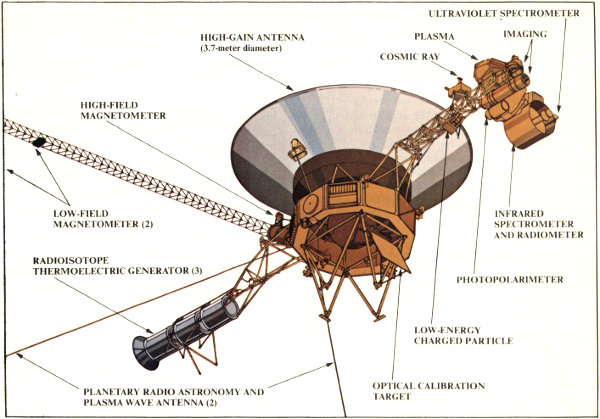 ULTRAVIOLET SPECTROMETER
HIGH-GAIN ANTENNA
(3.7-meter diameter)
PLASMA
IMAGING
COSMIC RAY
HIGH-FIELD
MAGNETOMETER
LOW-FIELD
MAGNETOMETER (2)
INFRARED
SPECTROMETER
AND RADIOMETER
RADIOISOTOPE
THERMOELECTRIC GENERATOR (3)
PHOTOPOLARIMETER
LOW-ENERGY
CHARGED PARTICLE
PLANETARY RADIO ASTRONOMY AND
PLASMA WAVE ANTENNA (2)
OPTICAL CALIBRATION
TARGET